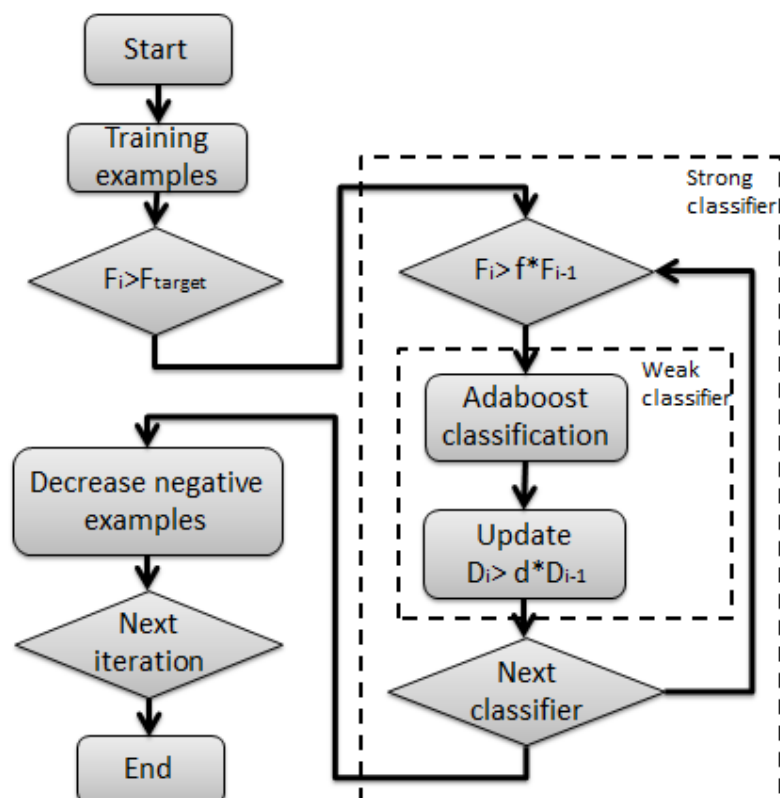 Start
Training
examples
Fi>Ftarget
Strong
classifier
Fi> f*Fi-1
Weak
classifier
Adaboost
classification
Update
Di> d*Di-1
Next
classifier
Decrease negative
examples
Next
iteration
End